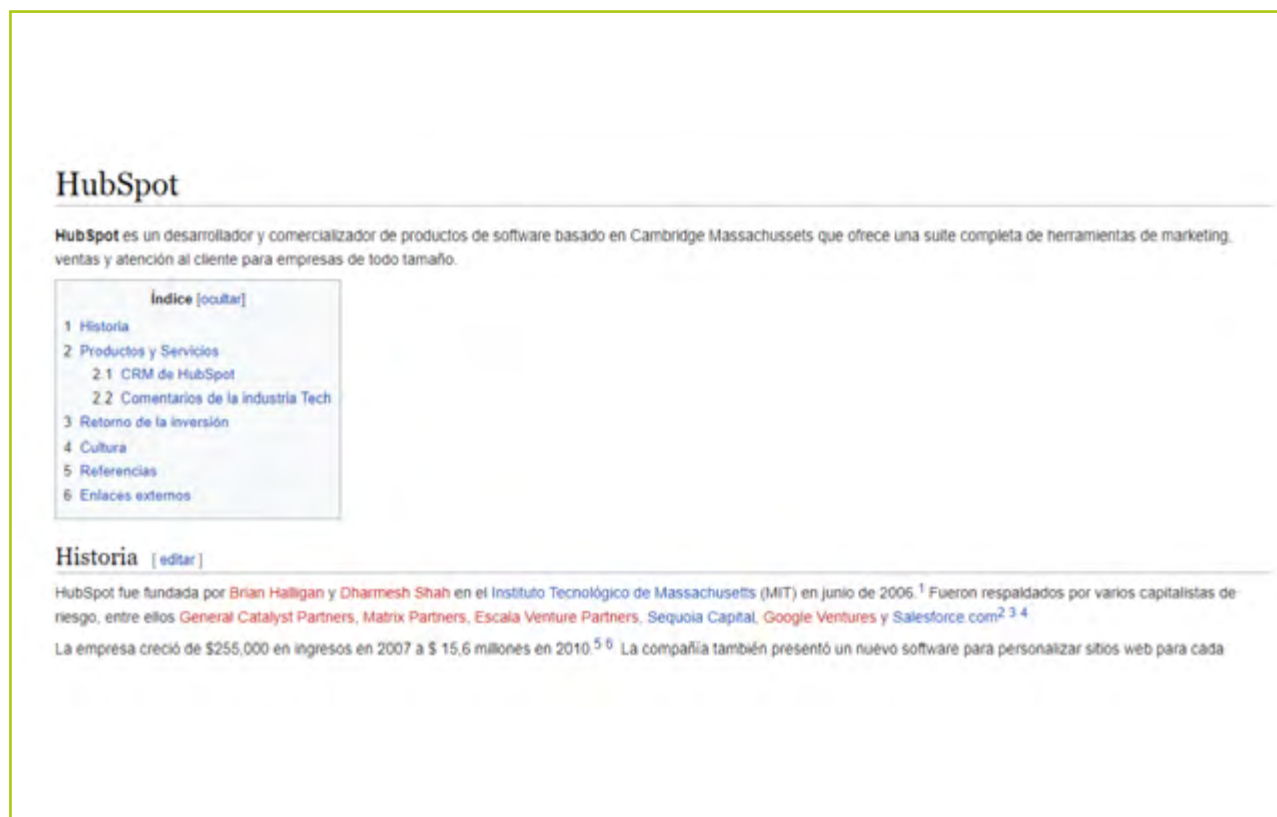 HubSpot
HubSpot es un desarrollador y comercializador de productos de software basado en Cambridge Massachussets que ofrece una suite completa de herramientas de marketing,
ventas y atención al cliente para empresas de todo tamaño.
Índice [ocultar]
1 Historia
2 Productos y Servicios
2.1 CRM de HubSpot
2.2 Comentarios de la industria Tech
3 Retorno de la inversión
4 Cultura
5 Referencias
6 Enlaces externos
Historia [ editar ]
HubSpot fue fundada por Brian Halligan y Dharmesh Shah en el Instituto Tecnológico de Massachusetts (MIT) en junio de 2006.1 Fueron respaldados por varios capitalistas de
riesgo, entre ellos General Catalyst Partners, Matrix Partners, Escala Venture Partners, Sequoia Capital, Google Ventures y Salesforce.com2 3 4
La empresa creció de $255,000 en ingresos en 2007 a $ 15,6 millones en 2010.5 6 La compañía también presentó un nuevo software para personalizar sitios web para cada